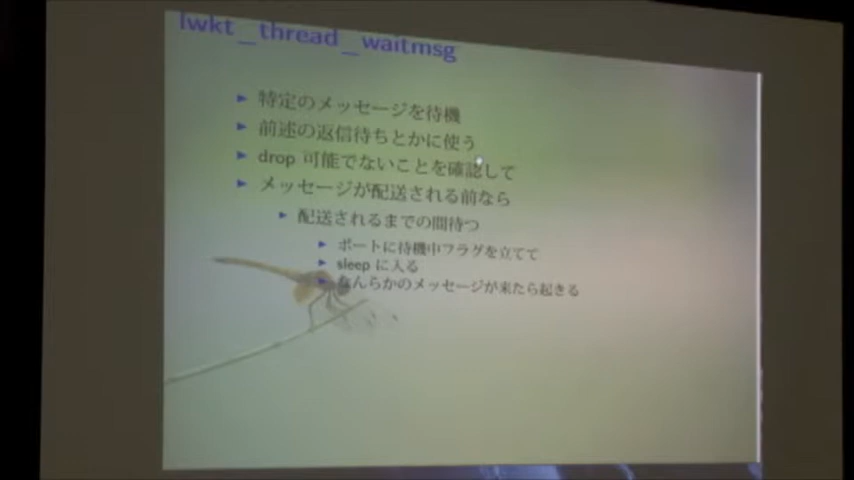 lwkt_thread_waitmsg
特定のメッセージを待機
前述の返信待ちとかに使う
drop 可能でないことを確認して
メッセージが配送される前なら
配送されるまでの間待つ
ポートに待機中フラグを立てて
sleep に入る
なんらかのメッセージが来たら起きる